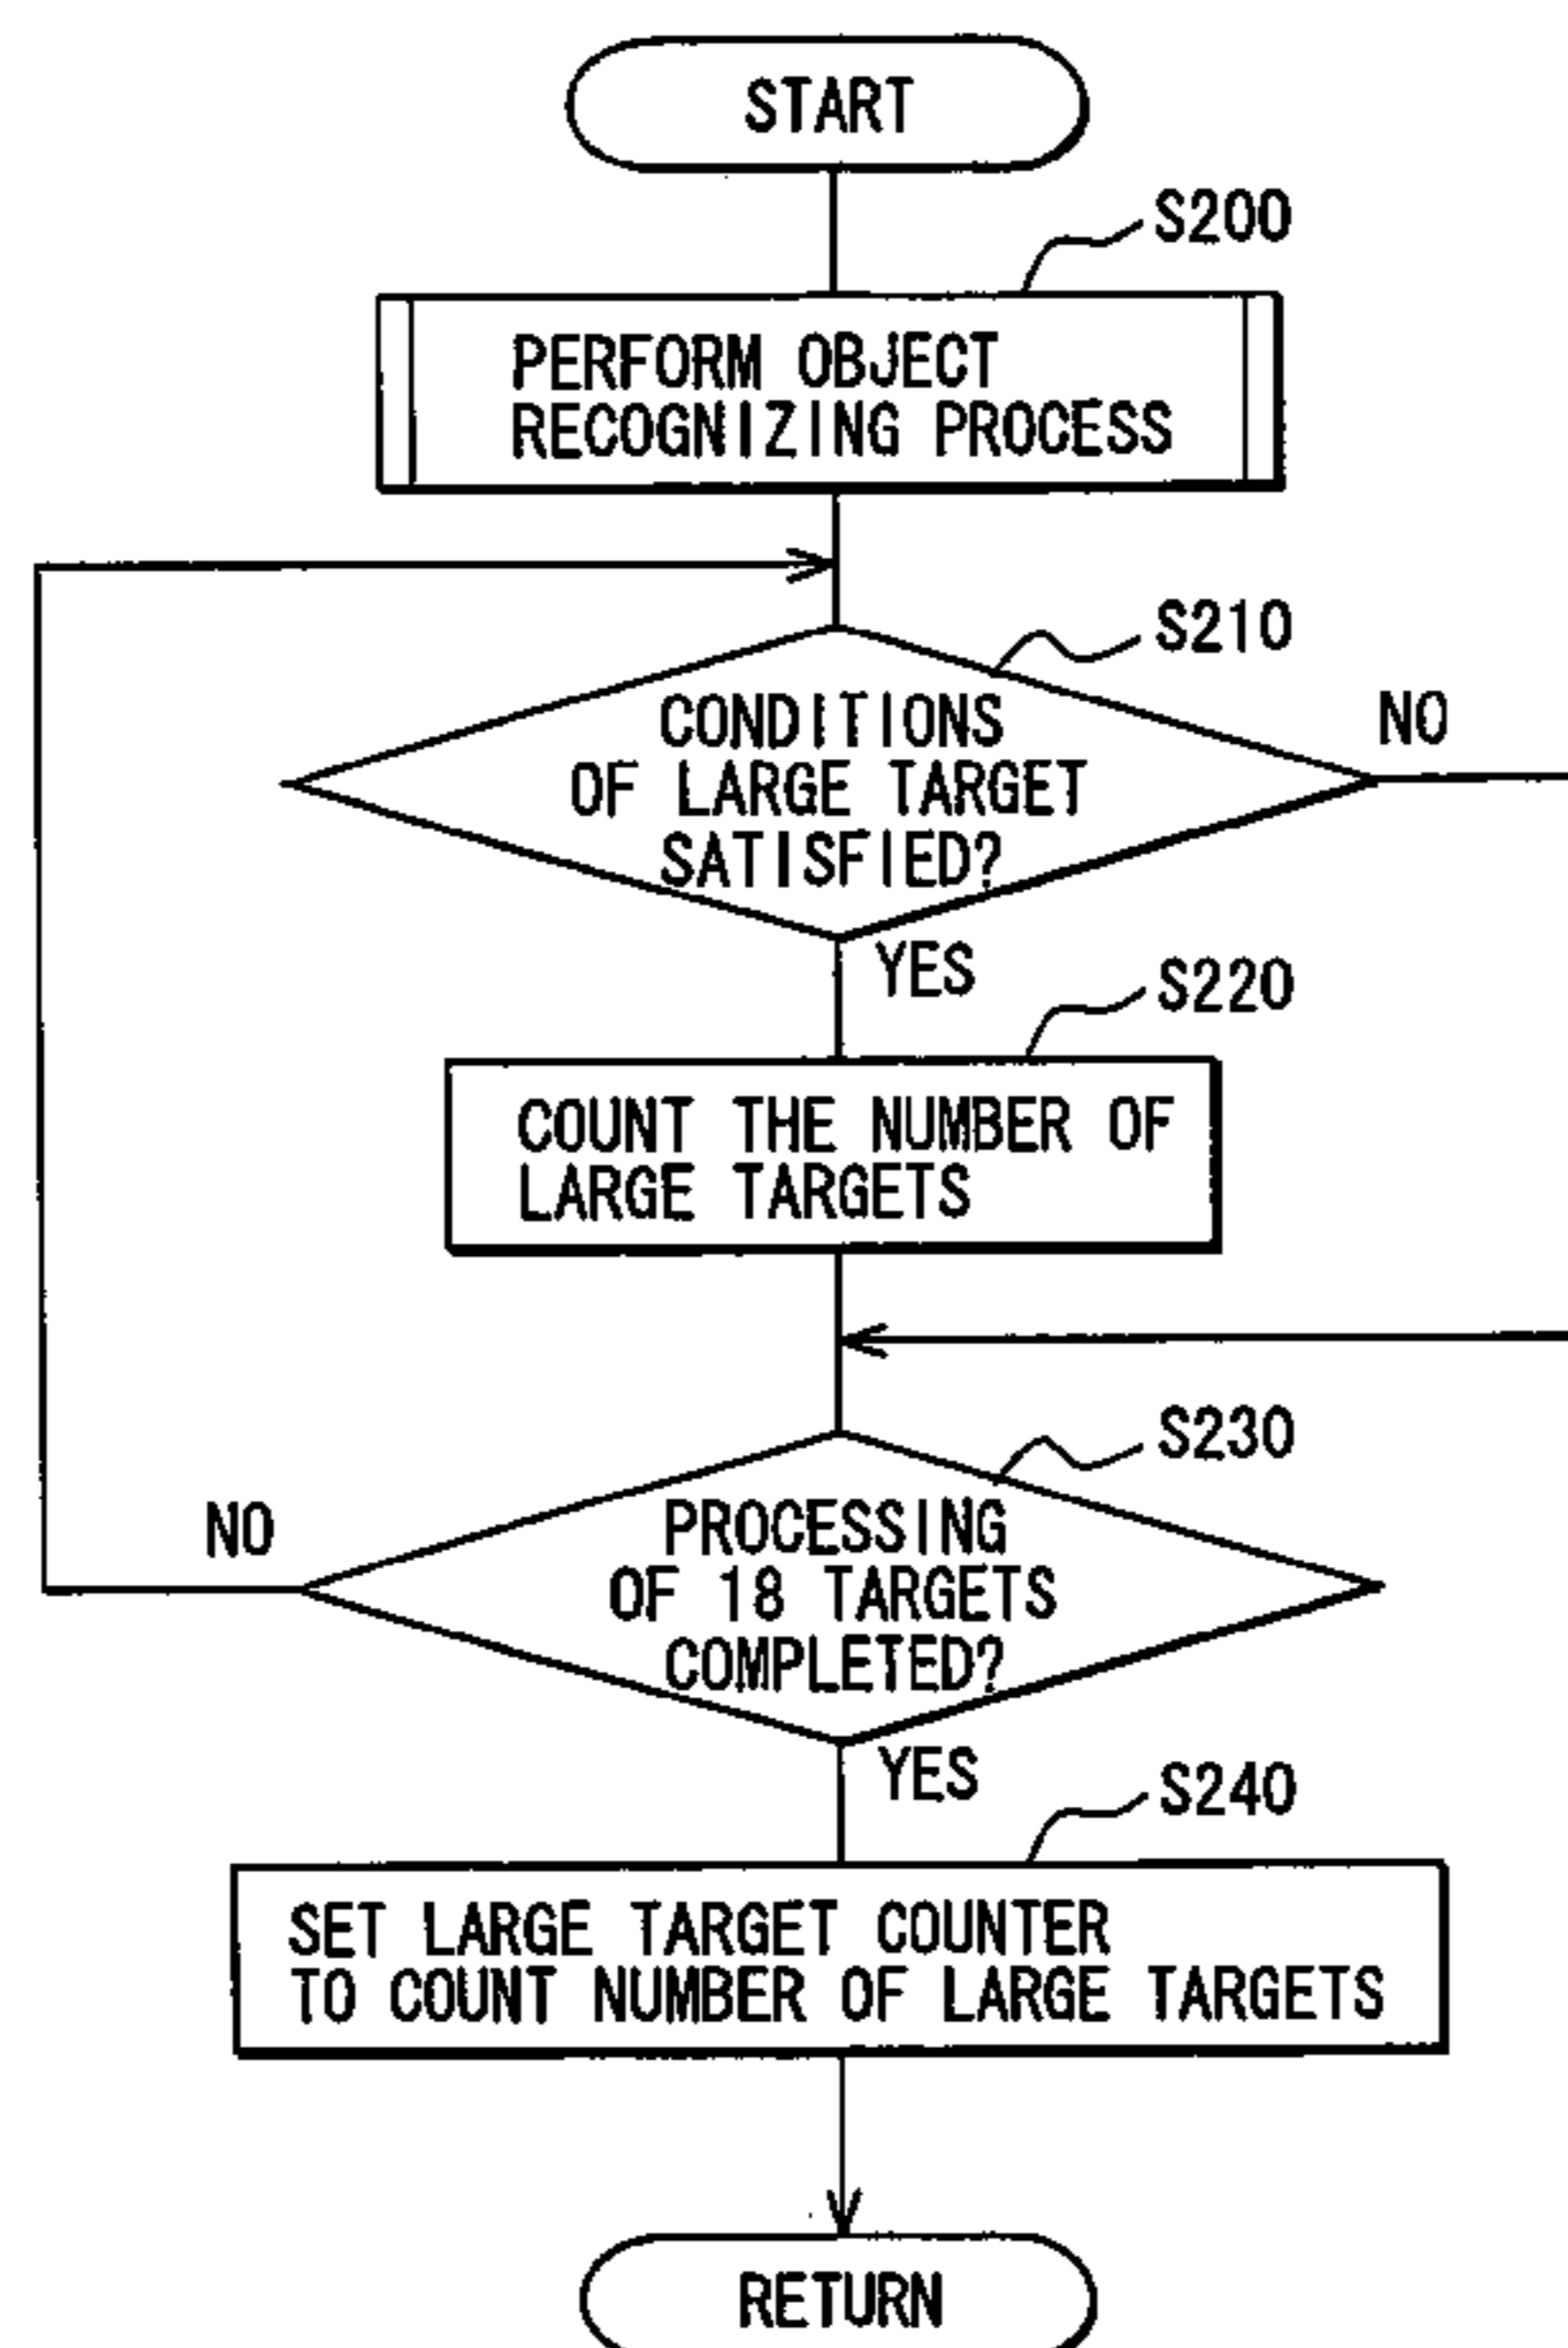 START
S200
PERFORM OBJECT
RECOGNIZING PROCESS
S210
CONDITIONS
OF LARGE TARGET
SATISFIED?
NO
YES
S220
COUNT THE NUMBER OF
LARGE TARGETS
S230
PROCESSING
OF 18 TARGETS
COMPLETED?
NO
YES
S240
SET LARGE TARGET COUNTER
TO COUNT NUMBER OF LARGE TARGETS
RETURN